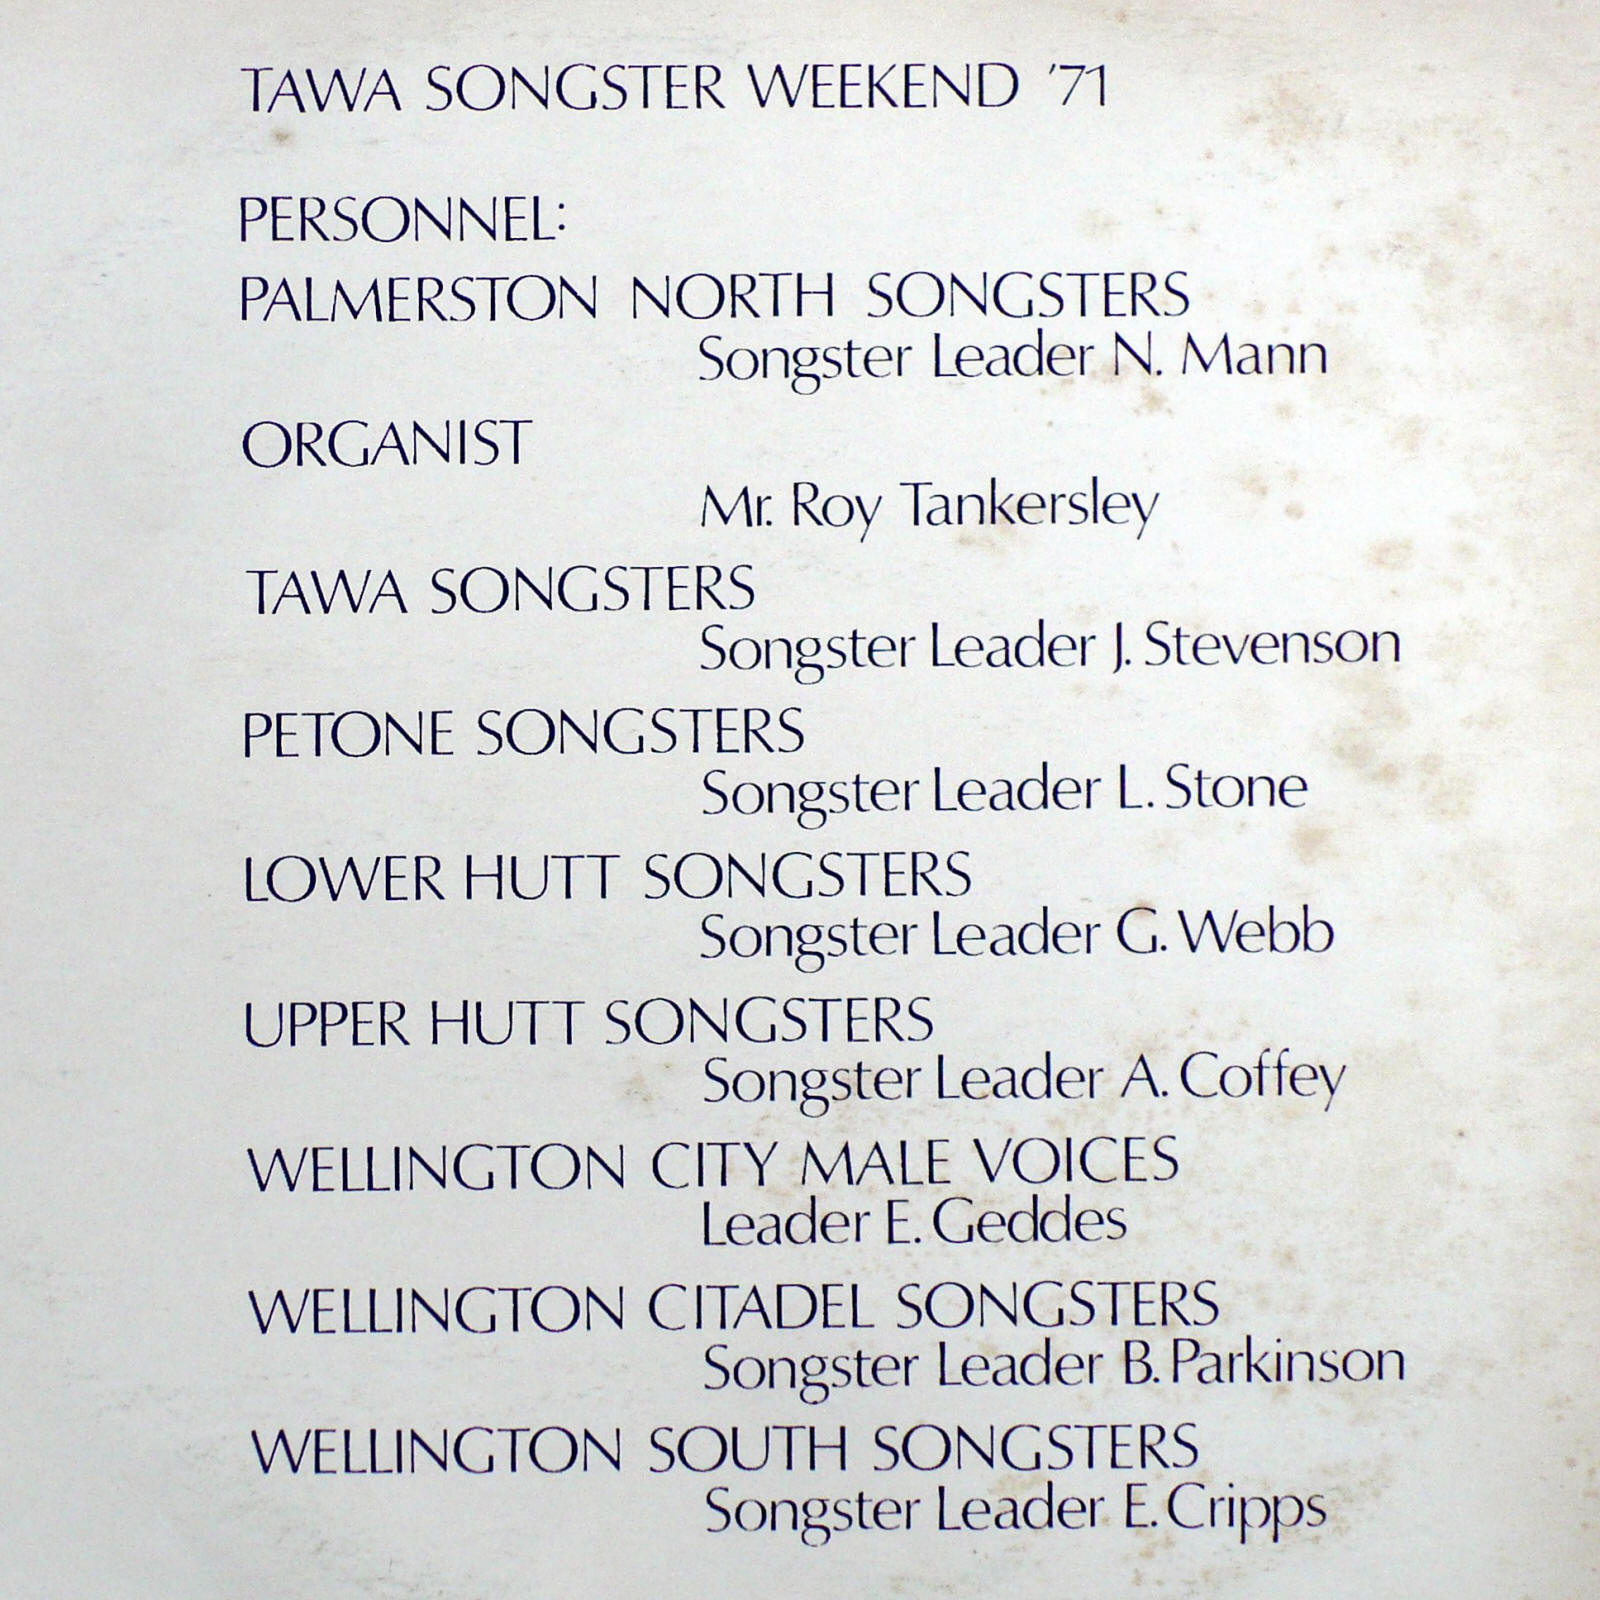 TAWA SONGSTER WEEKEND '71
PERSONNEL:
PALMERSTON NORTH SONGSTERS
Songster Leader N. Mann
ORGANIST
Mr. Roy Tankersley
TAWA SONGSTERS
Songster Leader J. Stevenson
PETONE SONGSTERS
Songster Leader L. Stone
LOWER HUTT SONGSTERS
Songster Leader G. Webb
UPPER HUTT SONGSTERS
Songster Leader A. Coffey
WELLINGTON CITY MALE VOICES
Leader E. Geddes
WELLINGTON CITADEL SONGSTERS
Songster Leader B. Parkinson
WELLINGTON SOUTH SONGSTERS
Songster Leader E. Cripps